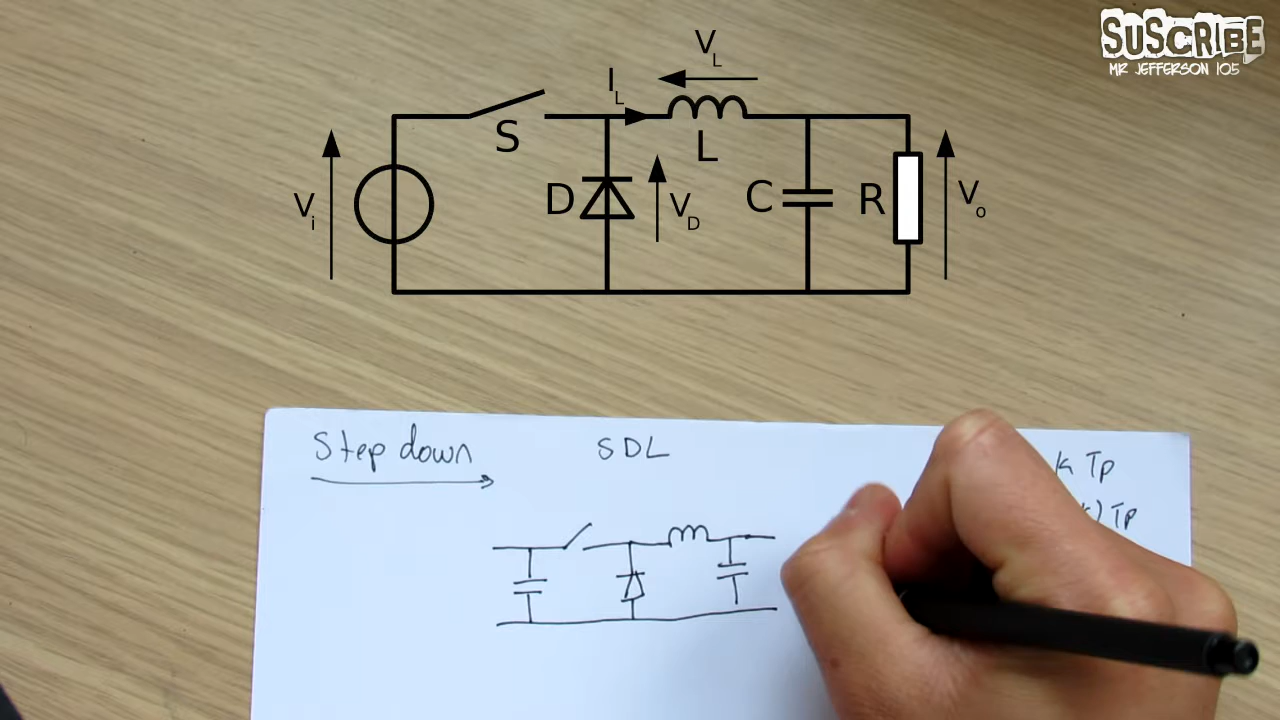 SUSCRIBE
MR JEFFERSON 105
V_L
I_L
S
L
V_i
D
V_D
C
R
V_o
Step down SDL
k Tp
) Tp